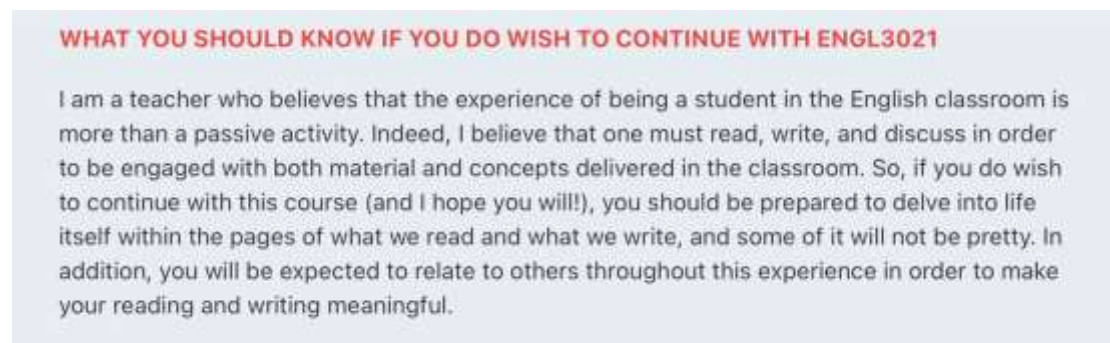 WHAT YOU SHOULD KNOW IF YOU DO WISH TO CONTINUE WITH ENGL3021
I am a teacher who believes that the experience of being a student in the English classroom is
more than a passive activity. Indeed, I believe that one must read, write, and discuss in order
to be engaged with both material and concepts delivered in the classroom. So, if you do wish
to continue with this course (and I hope you will!), you should be prepared to delve into life
itself within the pages of what we read and what we write, and some of it will not be pretty. In
addition, you will be expected to relate to others throughout this experience in order to make
your reading and writing meaningful.